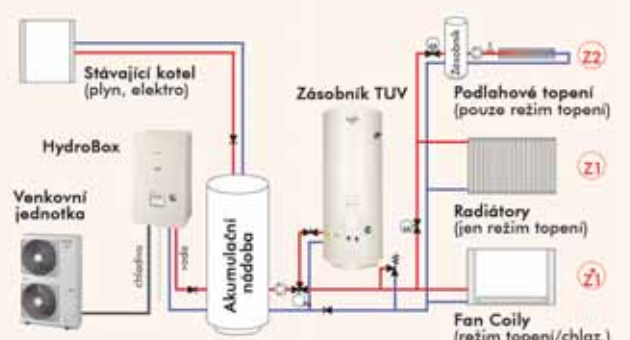 Stávající kotel
(plyn, elektro)
HydroBox
Venkovní
jednotka
chladivo
voda
Akumulační
nádoba
Zásobník TUV
Zásobník
Z2
Podlahové topení
(pouze režim topení)
Z1
Radiátory
(jen režim topení)
Z1
Fan Coily
(režim topení/chlaz.)